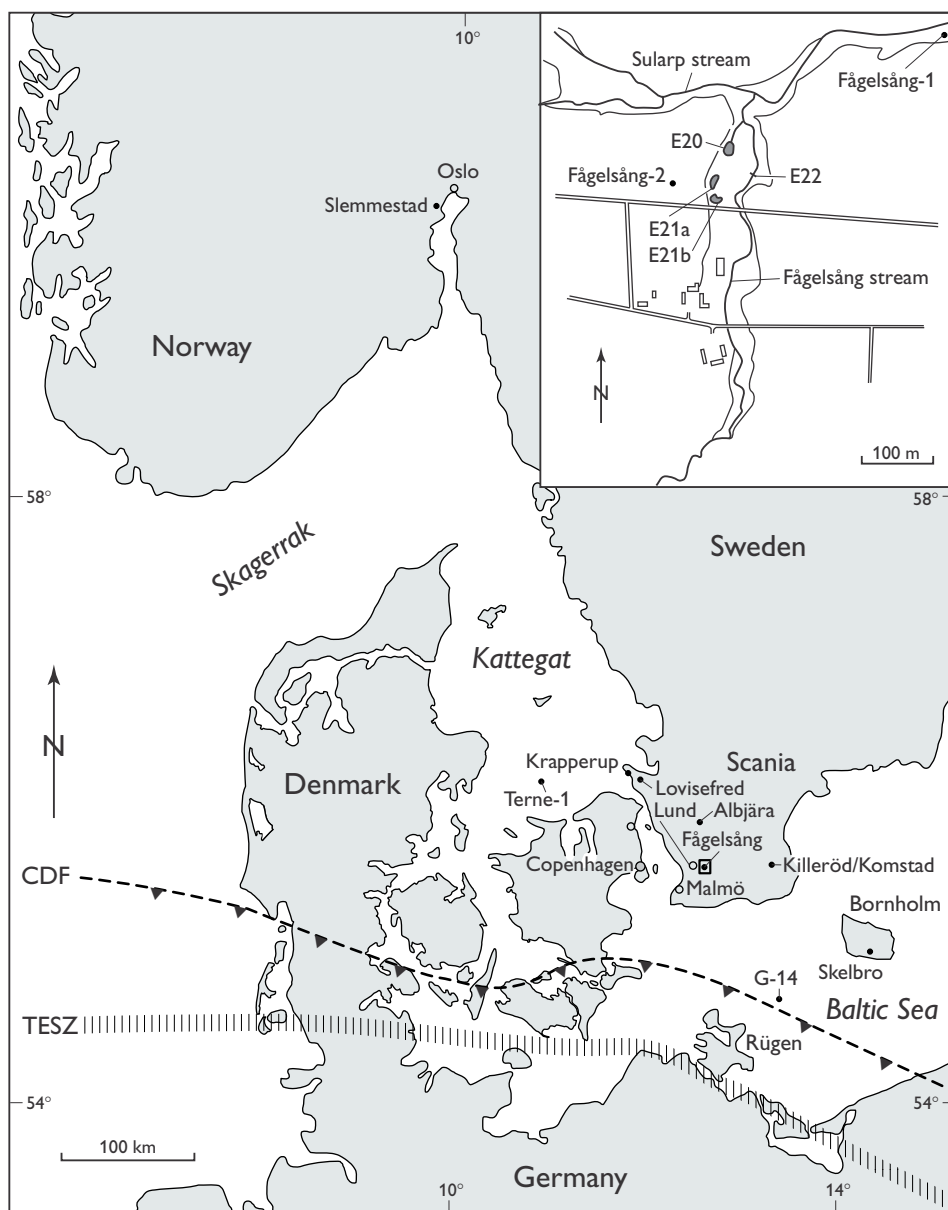 10°
Sularp stream
Fågelsång-1
E20
Fågelsång-2
E22
E21a
E21b
Fågelsång stream
N
100 m
Oslo
Slemmestad
Norway
58°
58°
Sweden
Skagerrak
Kattegat
N
Denmark
Krapperup
Terne-1
Scania
Lovisefred
Lund
Albjära
Fågelsång
Copenhagen
Killeröd/Komstad
Malmö
CDF
Bornholm
Skelbro
G-14
Baltic Sea
TESZ
Rügen
54°
54°
100 km
Germany
10°
14°